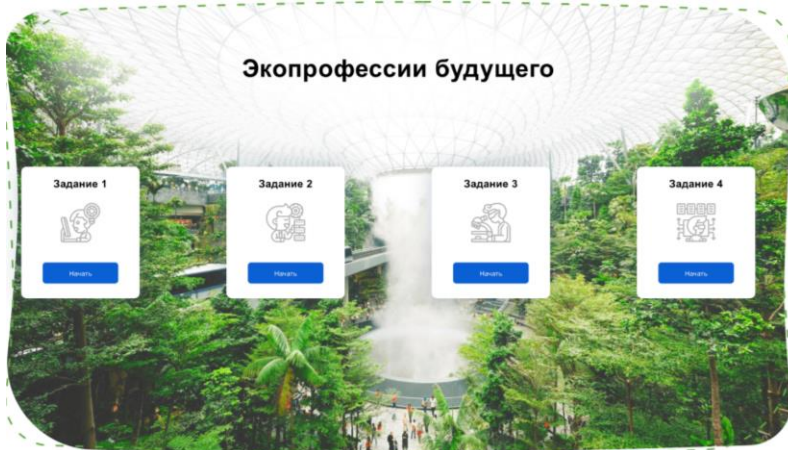 Экопрофессии будущего
Задание 1
Задание 2
Задание 3
Задание 4
Начать
Начать
Начать
Начать